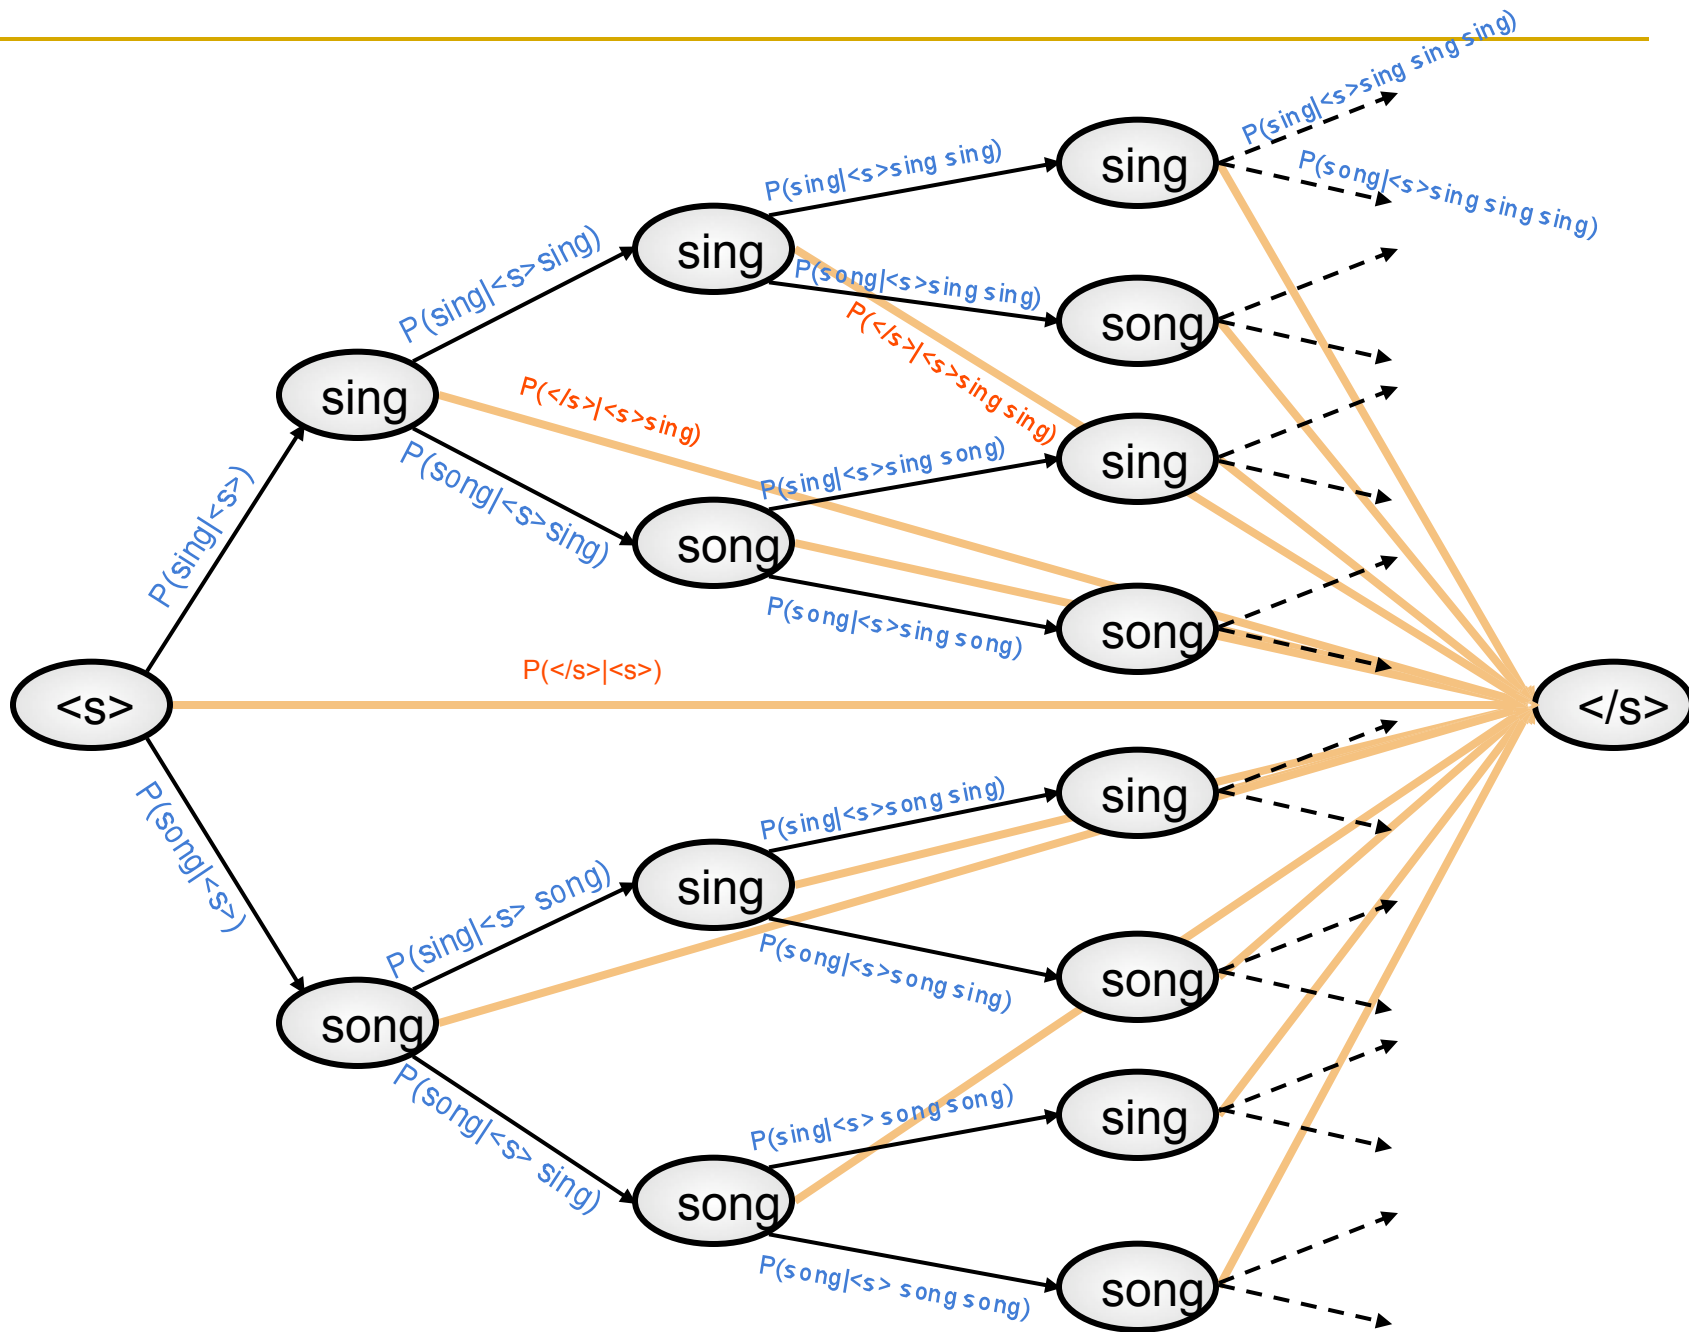 P(sing|<s>sing sing sing)
P(song|<s>sing sing sing)
sing
P(sing|<s>sing sing)
sing
P(sing|<s>sing)
P(song|<s>sing sing)
song
P(</s>|<s>sing sing)
sing
P(</s>|<s>sing)
P(sing|<s>sing song)
sing
P(song|<s>sing)
P(sing|<s>)
song
P(song|<s>sing song)
song
P(</s>|<s>)
<s>
</s>
P(song|<s>)
P(sing|<s>song sing)
sing
sing
P(sing|<s> song)
P(song|<s>song sing)
song
song
P(song|<s> sing)
P(sing|<s> song song)
sing
song
P(song|<s> song song)
song